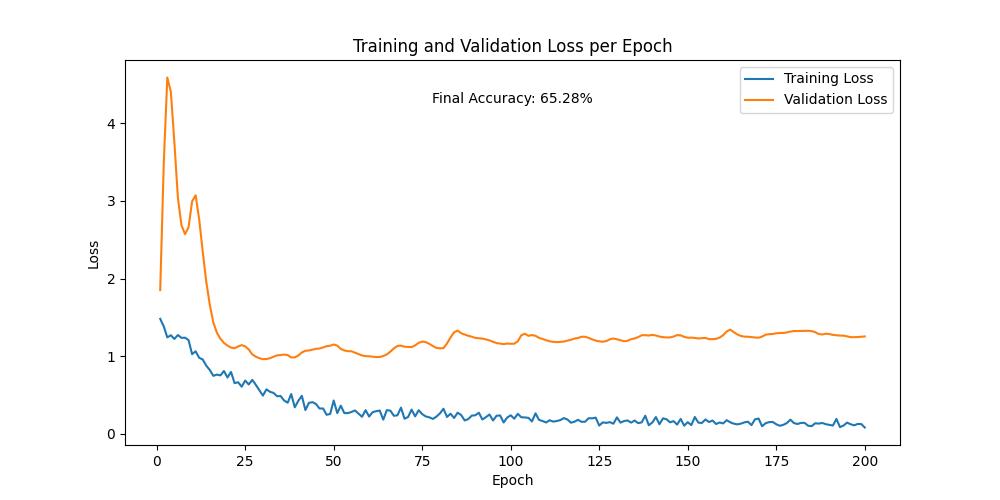 Training and Validation Loss per Epoch
Final Accuracy: 65.28%
Training Loss
Validation Loss
Loss
4
3
2
1
0
0 25 50 75 100 125 150 175 200
Epoch